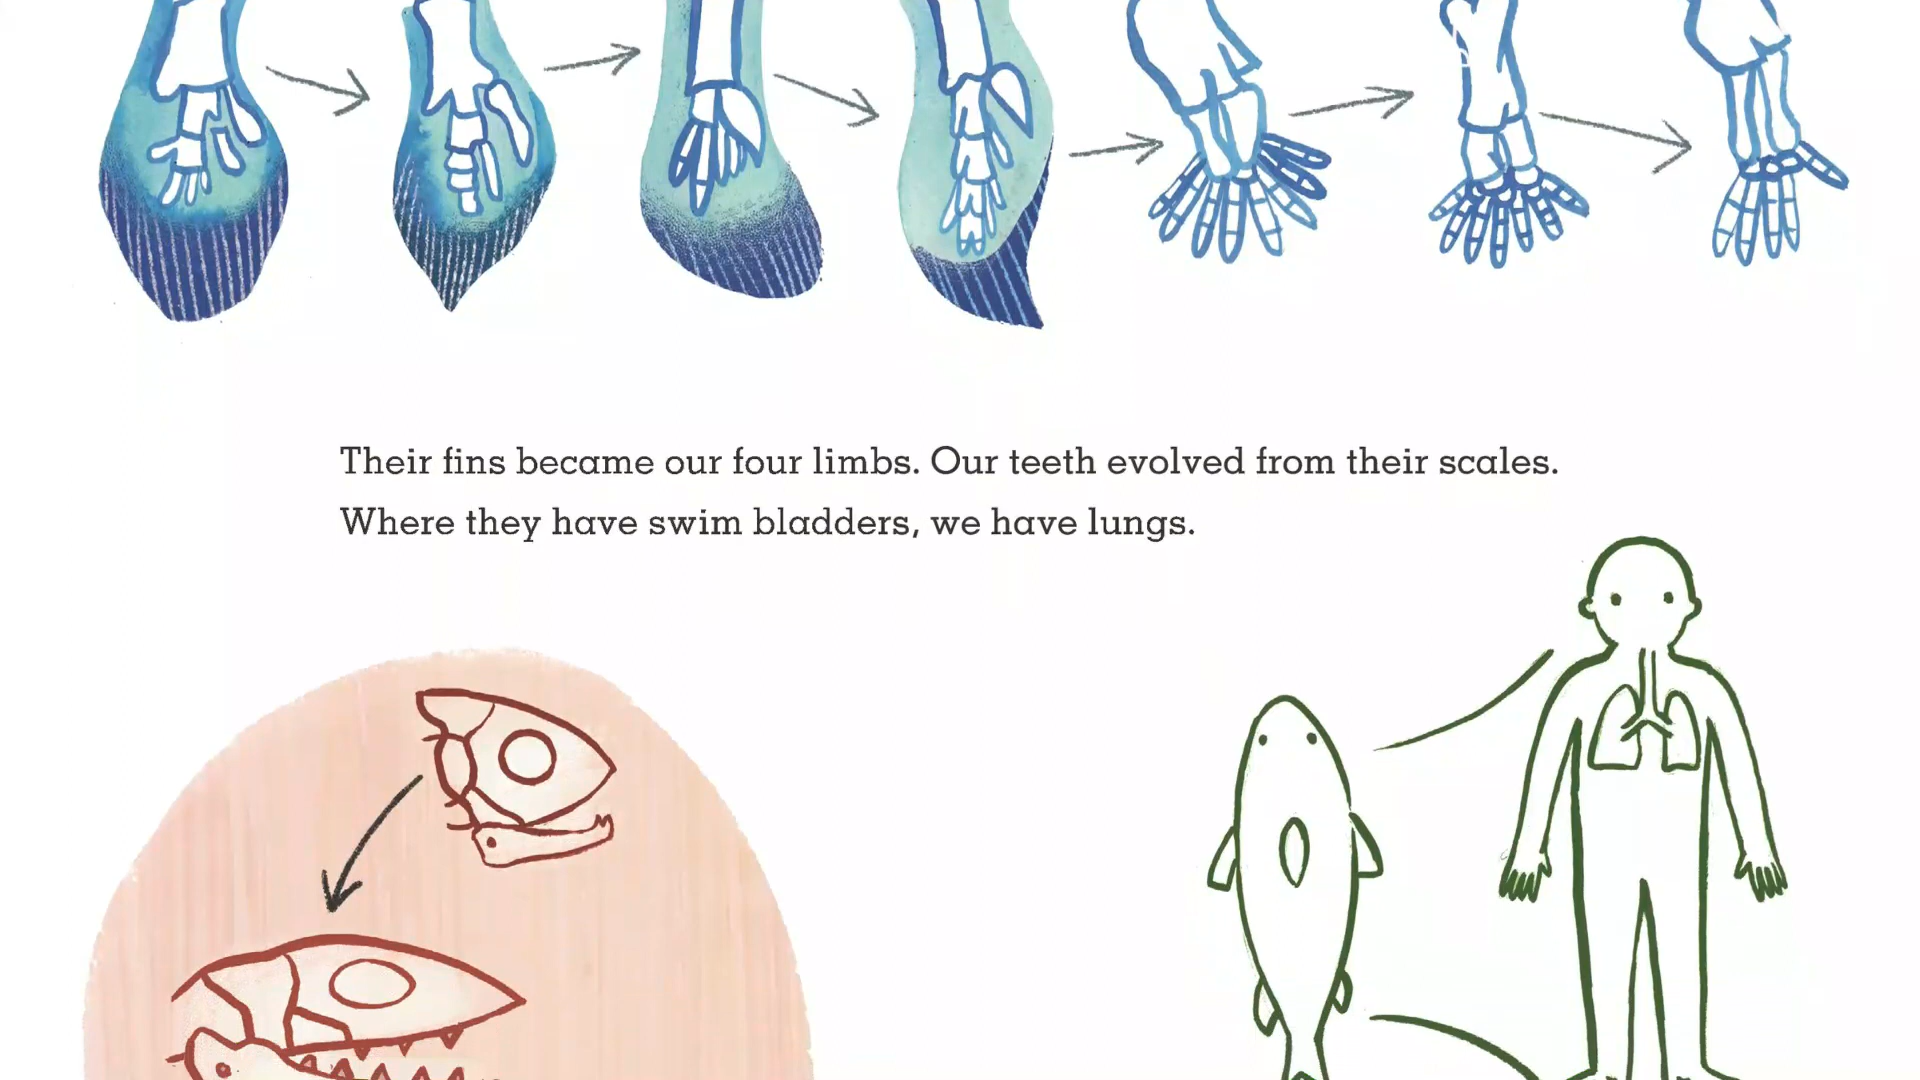 Their fins became our four limbs. Our teeth evolved from their scales.
Where they have swim bladders, we have lungs.